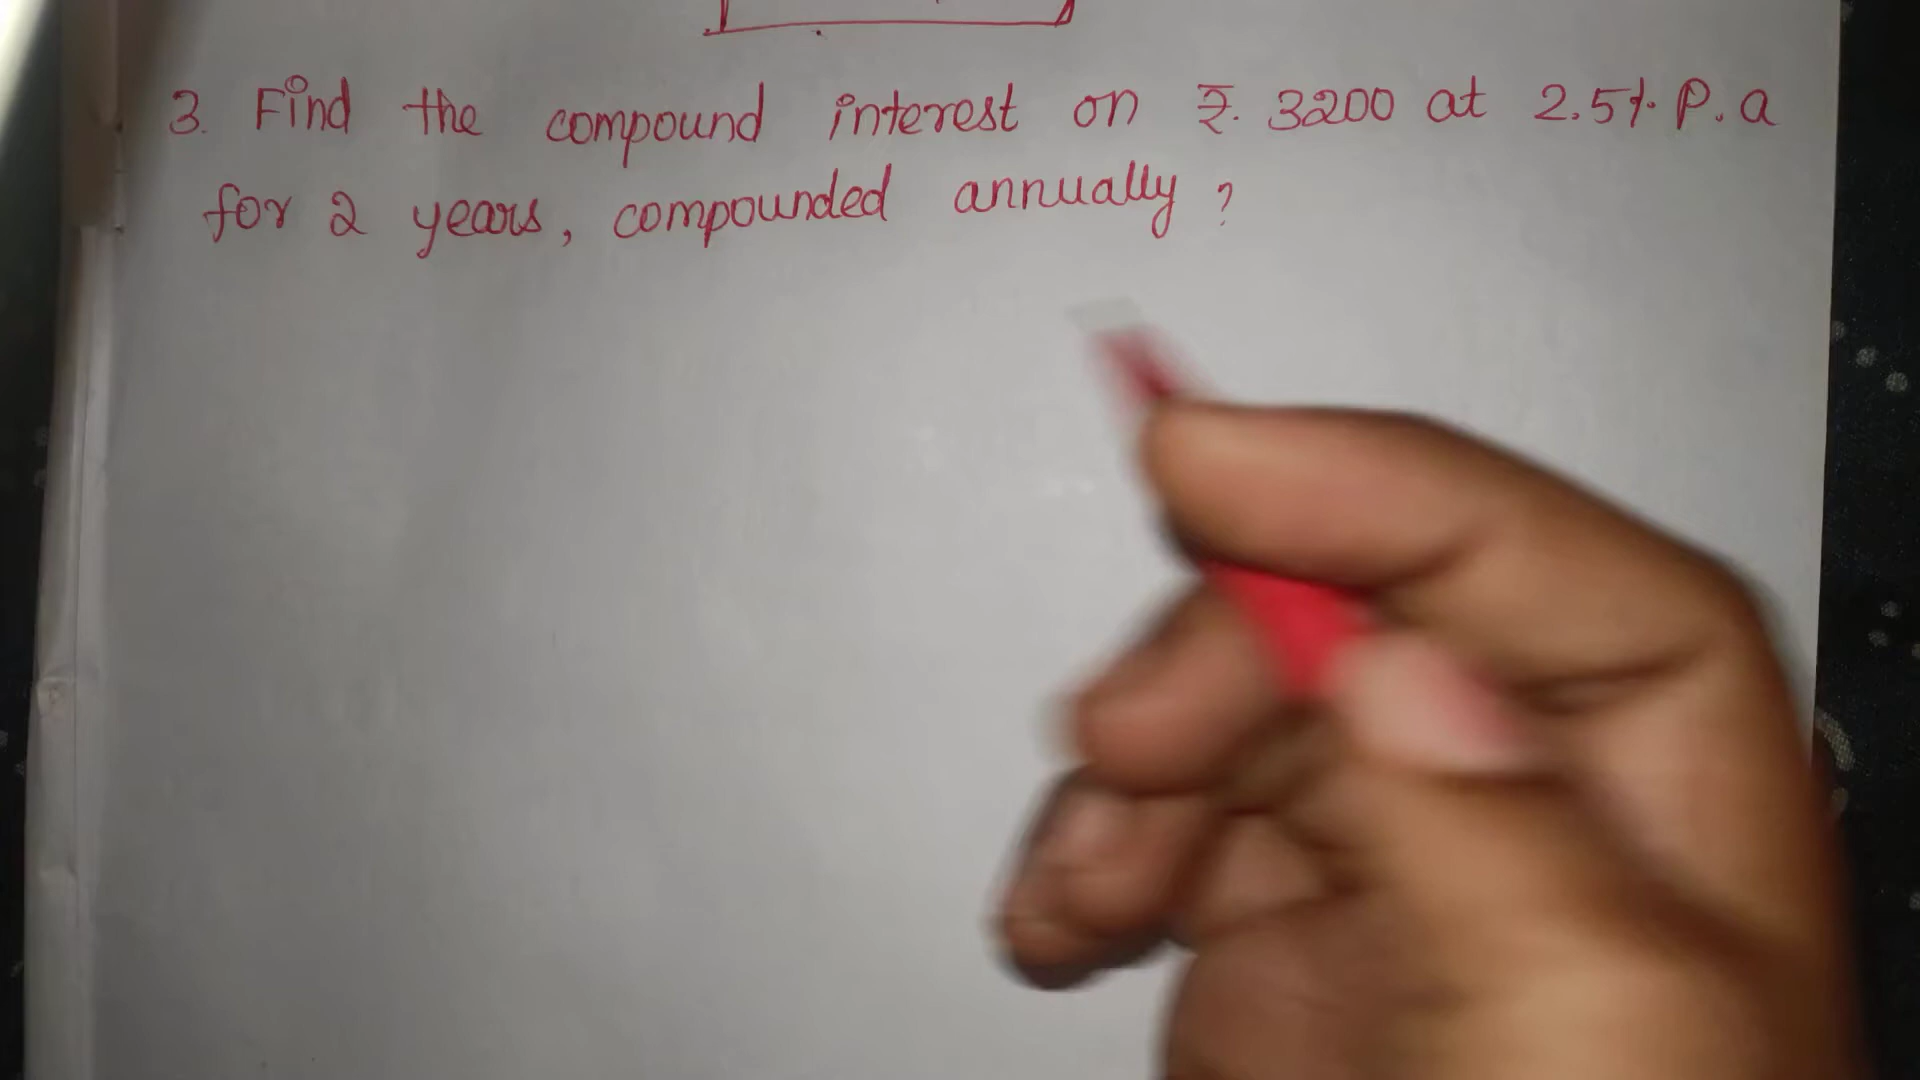 3. Find the compound interest on ₹. 3200 at 2.5% P.a
for 2 years, compounded annually ?